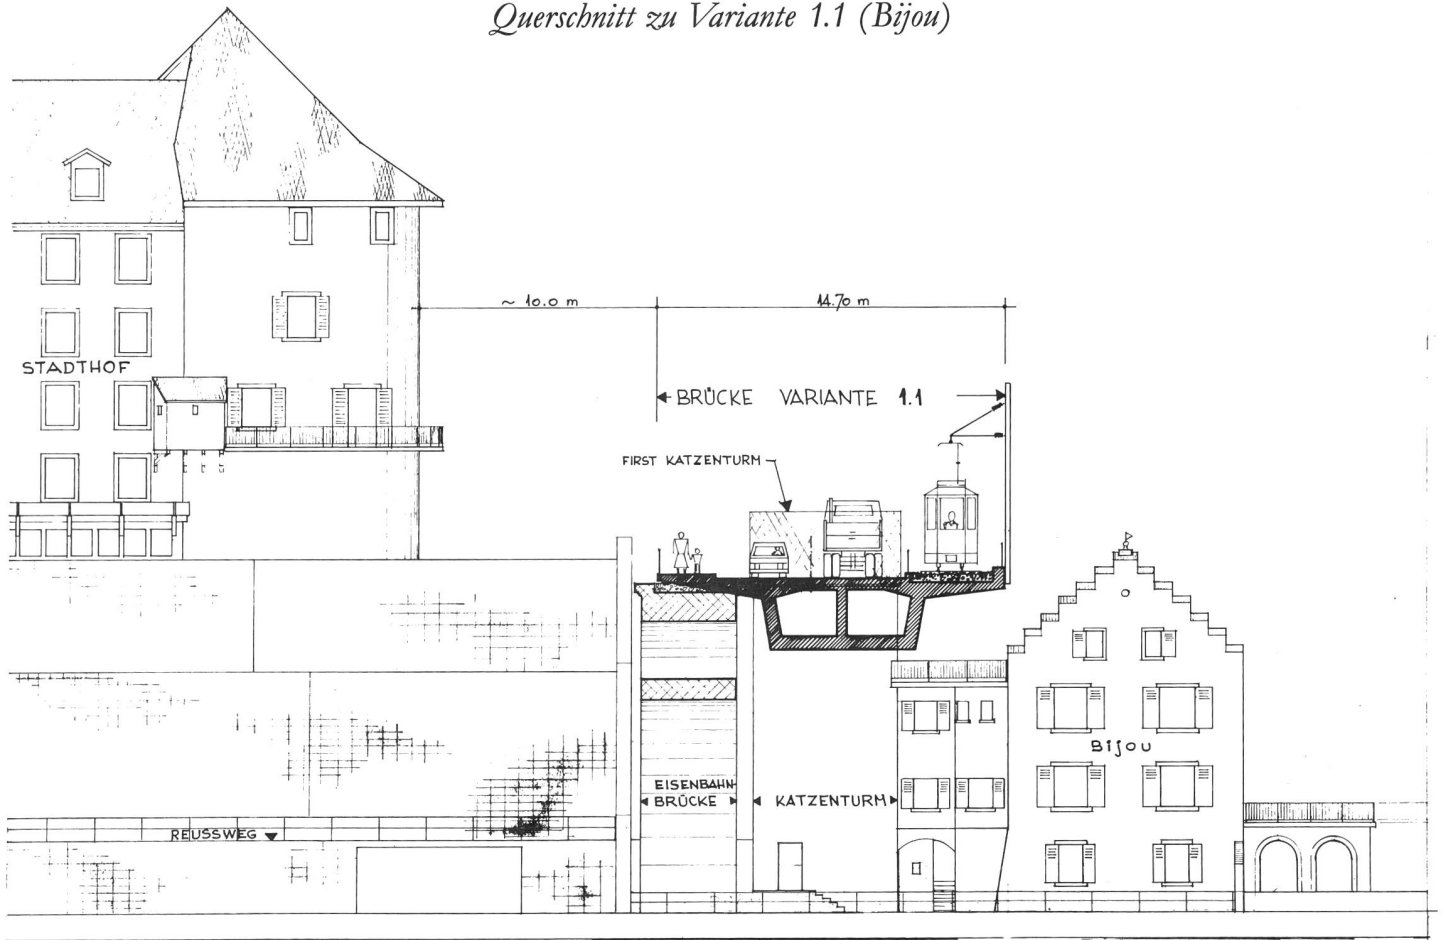 Querschnitt zu Variante 1.1 (Bijou)
~ 10.0 m
14.70 m
STADTHOF
BRÜCKE VARIANTE 1.1
FIRST KATZENTURM
BIJOU
EISENBAHN-
BRÜCKE
KATZENTURM
REUSSWEG